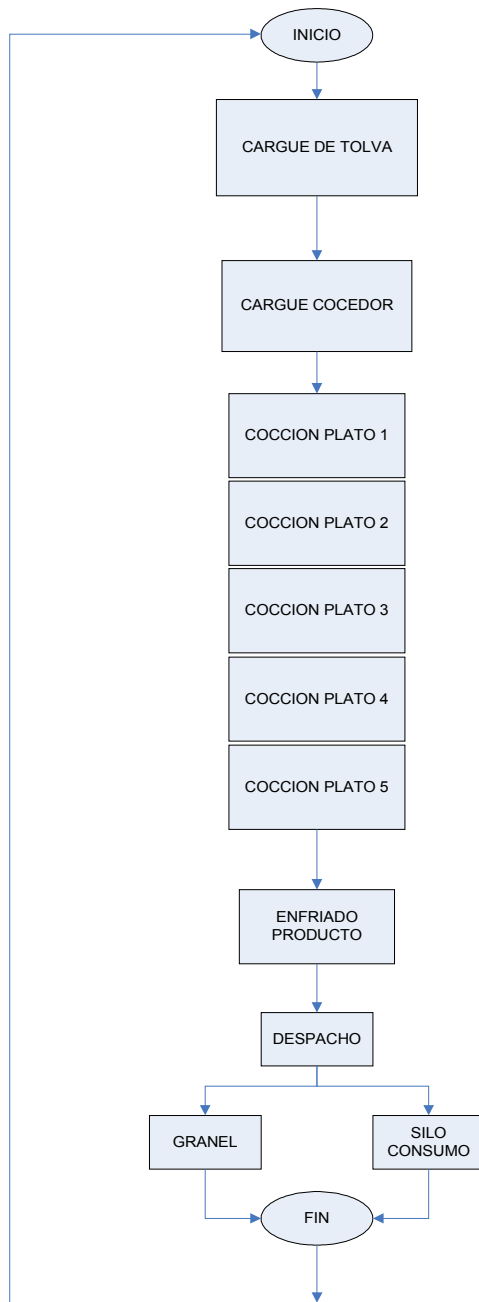 INICIO
CARGUE DE TOLVA
CARGUE COCEDOR
COCCION PLATO 1
COCCION PLATO 2
COCCION PLATO 3
COCCION PLATO 4
COCCION PLATO 5
ENFRIADO
PRODUCTO
DESPACHO
GRANEL
SILO
CONSUMO
FIN